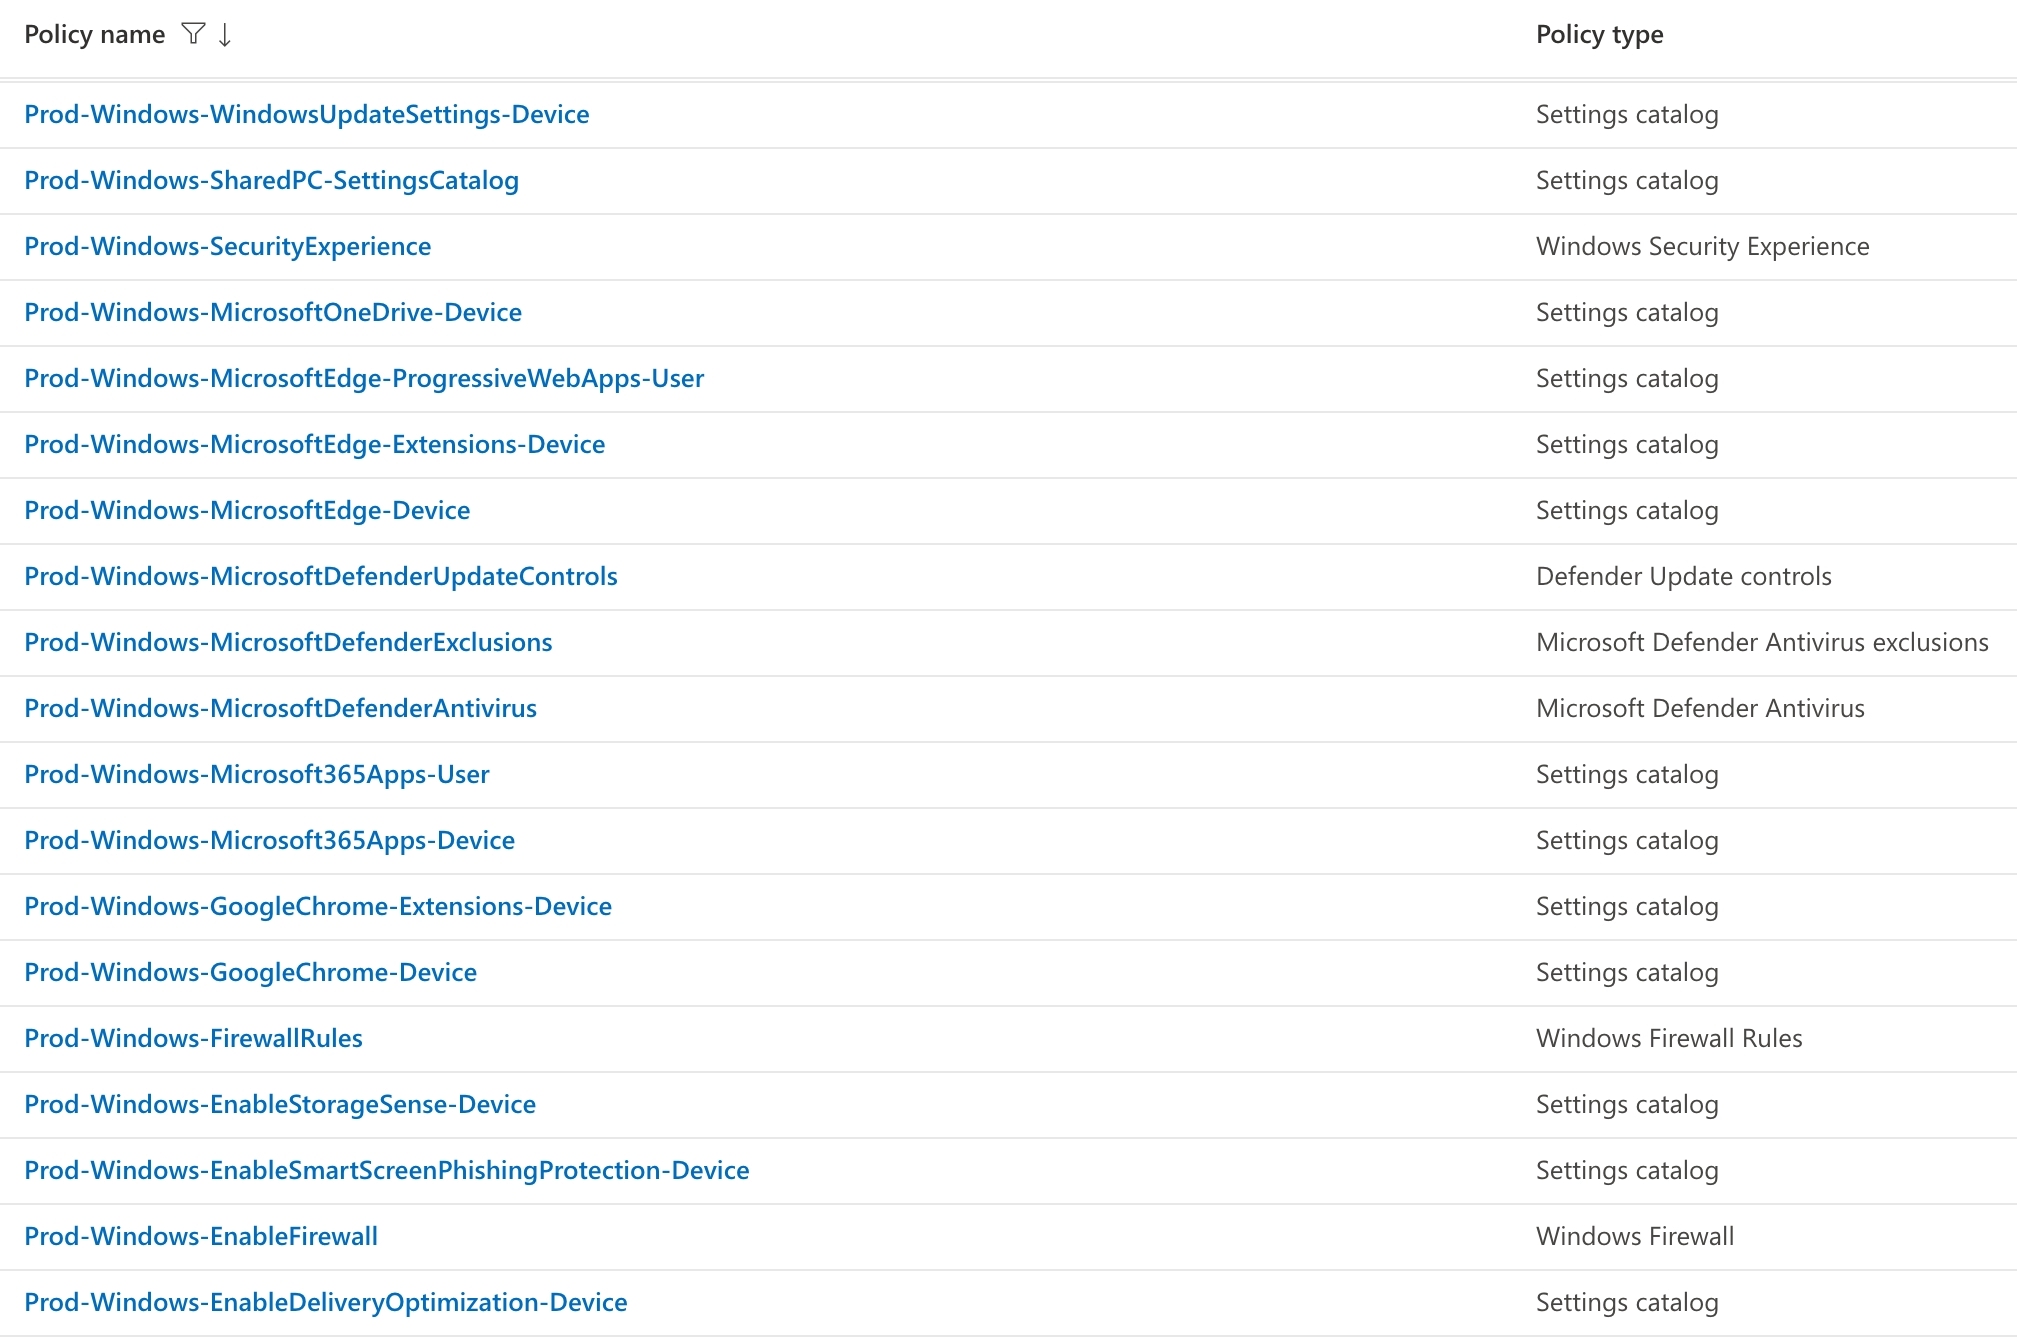 Policy name Policy type
Prod-Windows-WindowsUpdateSettings-Device Settings catalog
Prod-Windows-SharedPC-SettingsCatalog Settings catalog
Prod-Windows-SecurityExperience Windows Security Experience
Prod-Windows-MicrosoftOneDrive-Device Settings catalog
Prod-Windows-MicrosoftEdge-ProgressiveWebApps-User Settings catalog
Prod-Windows-MicrosoftEdge-Extensions-Device Settings catalog
Prod-Windows-MicrosoftEdge-Device Settings catalog
Prod-Windows-MicrosoftDefenderUpdateControls Defender Update controls
Prod-Windows-MicrosoftDefenderExclusions Microsoft Defender Antivirus exclusions
Prod-Windows-MicrosoftDefenderAntivirus Microsoft Defender Antivirus
Prod-Windows-Microsoft365Apps-User Settings catalog
Prod-Windows-Microsoft365Apps-Device Settings catalog
Prod-Windows-GoogleChrome-Extensions-Device Settings catalog
Prod-Windows-GoogleChrome-Device Settings catalog
Prod-Windows-FirewallRules Windows Firewall Rules
Prod-Windows-EnableStorageSense-Device Settings catalog
Prod-Windows-EnableSmartScreenPhishingProtection-Device Settings catalog
Prod-Windows-EnableFirewall Windows Firewall
Prod-Windows-EnableDeliveryOptimization-Device Settings catalog